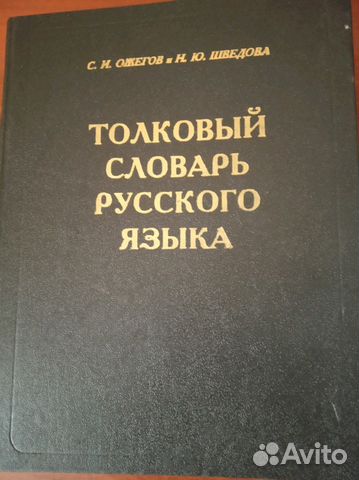 С. И. ОЖЕГОВ и Н. Ю. ШВЕДОВА
ТОЛКОВЫЙ
СЛОВАРЬ
РУССКОГО
ЯЗЫКА
Avito